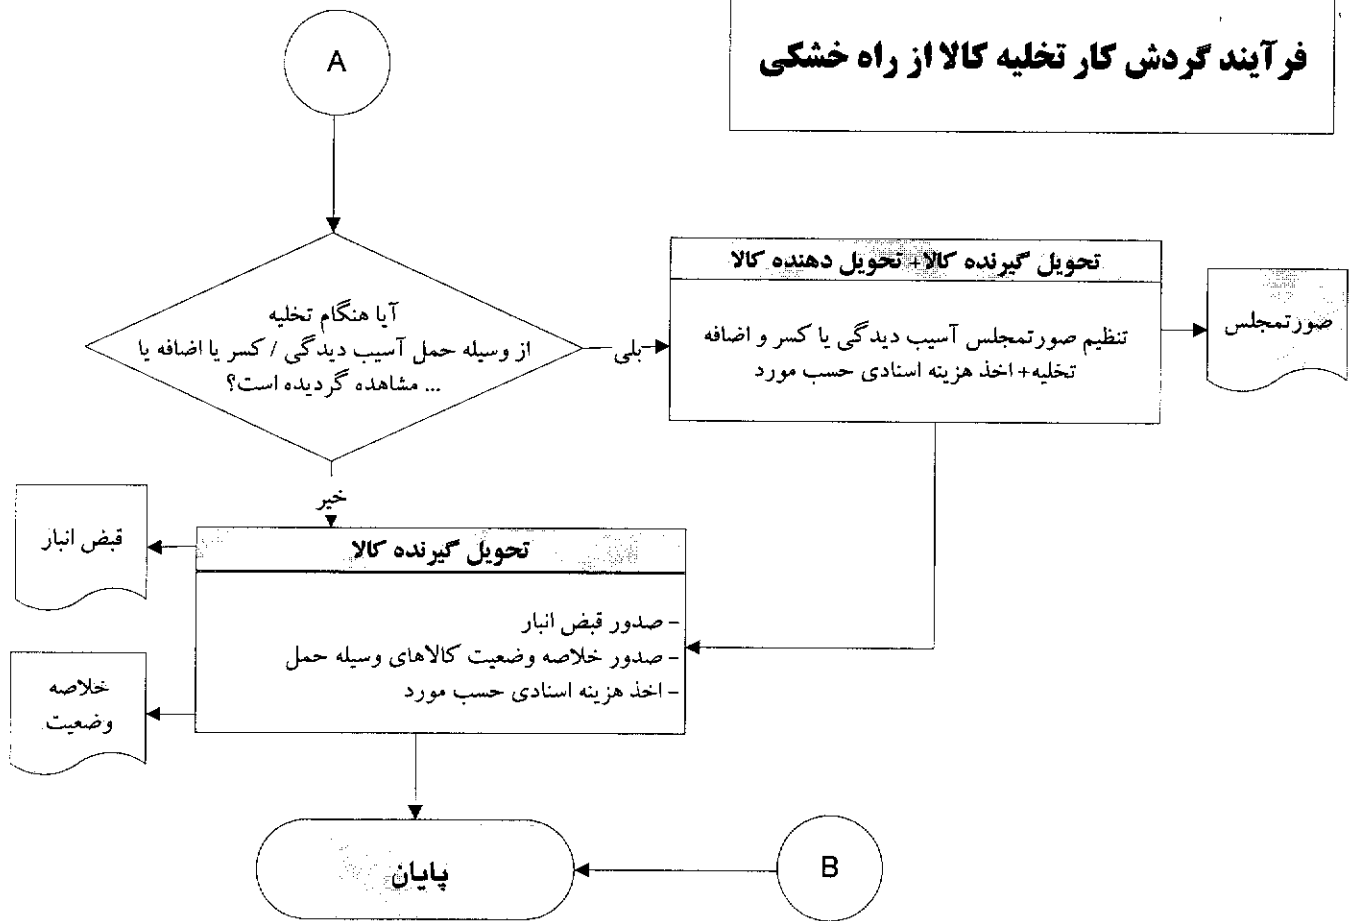 فرآیند گردش کار تخلیه کالا از راه خشکی
A
آیا هنگام تخلیه
از وسیله حمل آسیب دیدگی / کسر یا اضافه یا
... مشاهده گردیده است؟
بلی
تحویل گیرنده کالا+ تحویل دهنده کالا
تنظیم صورتمجلس آسیب دیدگی یا کسر و اضافه
تخلیه+ اخذ هزینه اسنادی حسب مورد
صورتمجلس
خیر
تحویل گیرنده کالا
- صدور قبض انبار
- صدور خلاصه وضعیت کالاهای وسیله حمل
- اخذ هزینه اسنادی حسب مورد
قبض انبار
خلاصه
وضعیت
پایان
B